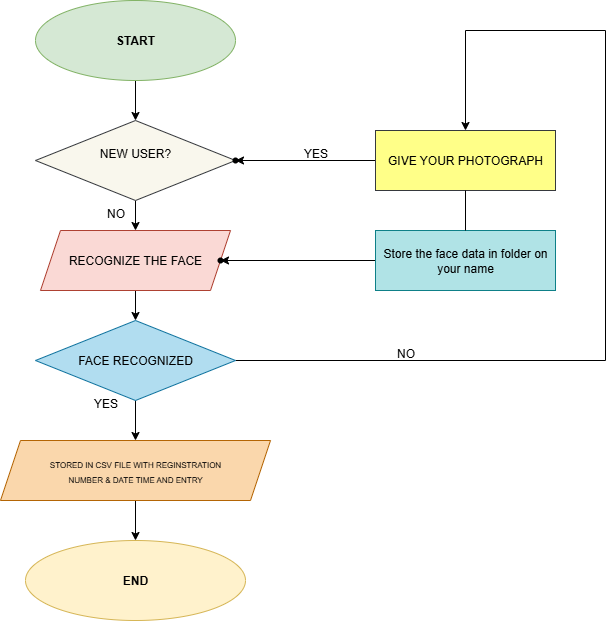 START
NEW USER?
YES
GIVE YOUR PHOTOGRAPH
NO
RECOGNIZE THE FACE
Store the face data in folder on
your name
FACE RECOGNIZED
NO
YES
STORED IN CSV FILE WITH REGINSTRATION
NUMBER & DATE TIME AND ENTRY
END